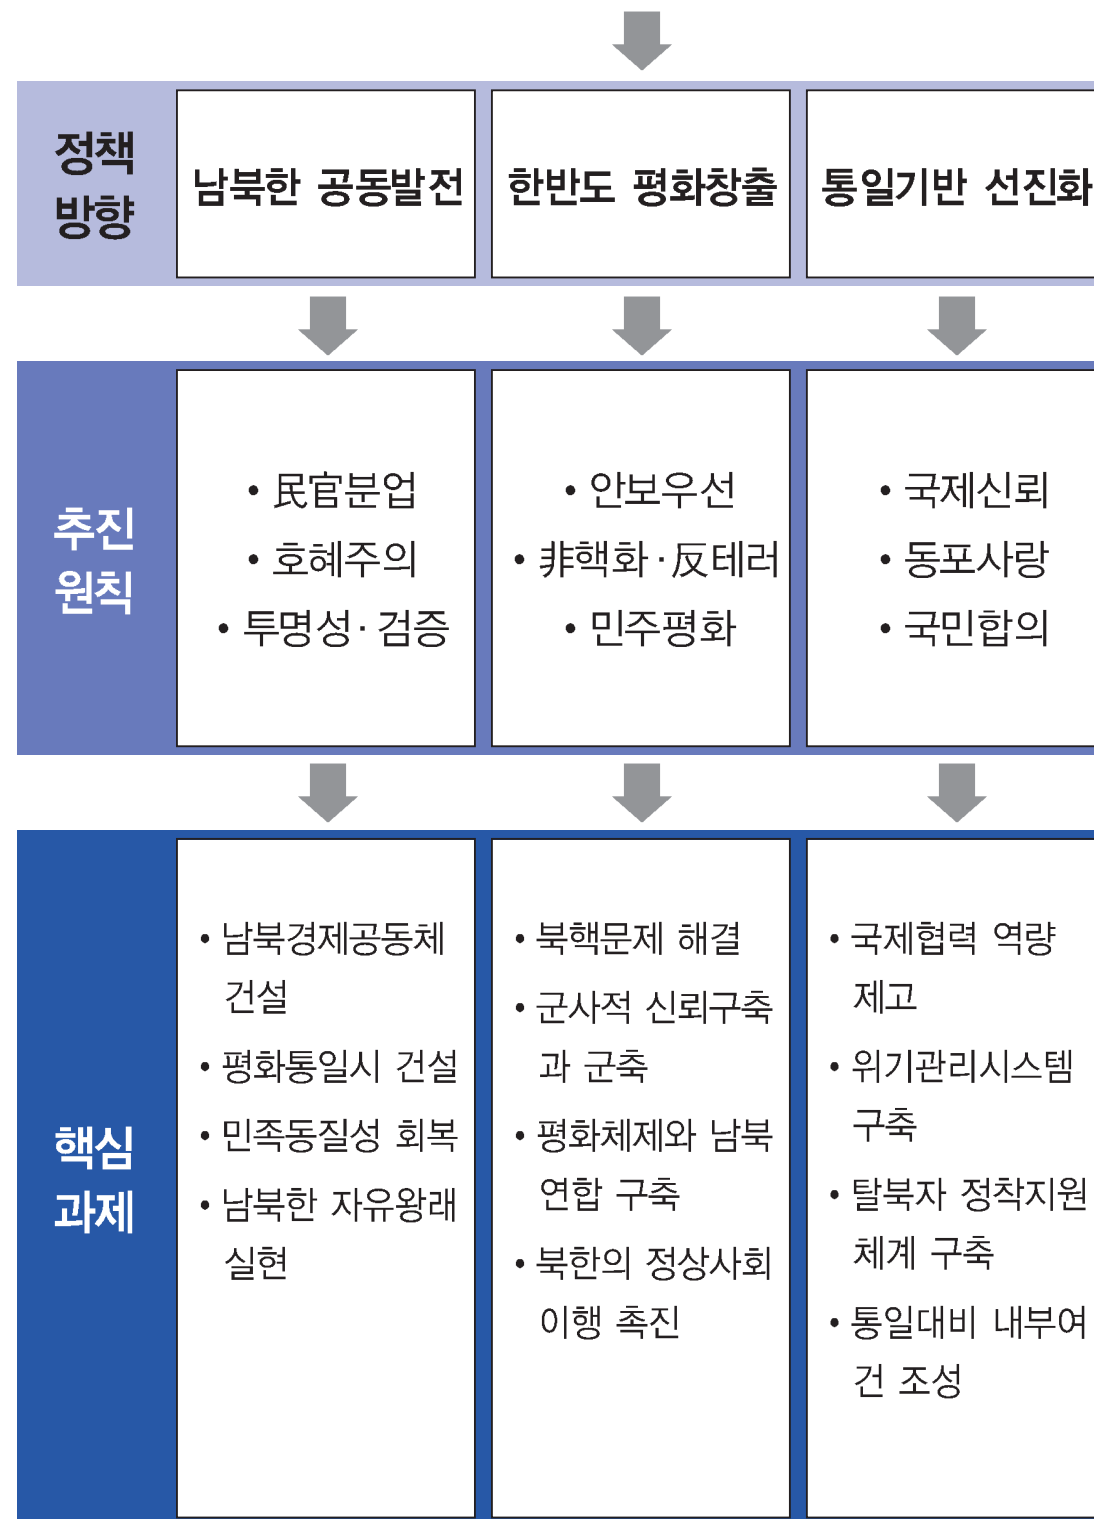 정책
방향
남북한 공동발전
한반도 평화창출
통일기반 선진화
추진
원칙
• 民官분업
• 호혜주의
• 투명성·검증
• 안보우선
• 非핵화·反테러
• 민주평화
• 국제신뢰
• 동포사랑
• 국민합의
핵심
과제
• 남북경제공동체
건설
• 평화통일시 건설
• 민족동질성 회복
• 남북한 자유왕래
실현
• 북핵문제 해결
• 군사적 신뢰구축
과 군축
• 평화체제와 남북
연합 구축
• 북한의 정상사회
이행 촉진
• 국제협력 역량
제고
• 위기관리시스템
구축
• 탈북자 정착지원
체계 구축
• 통일대비 내부여
건 조성